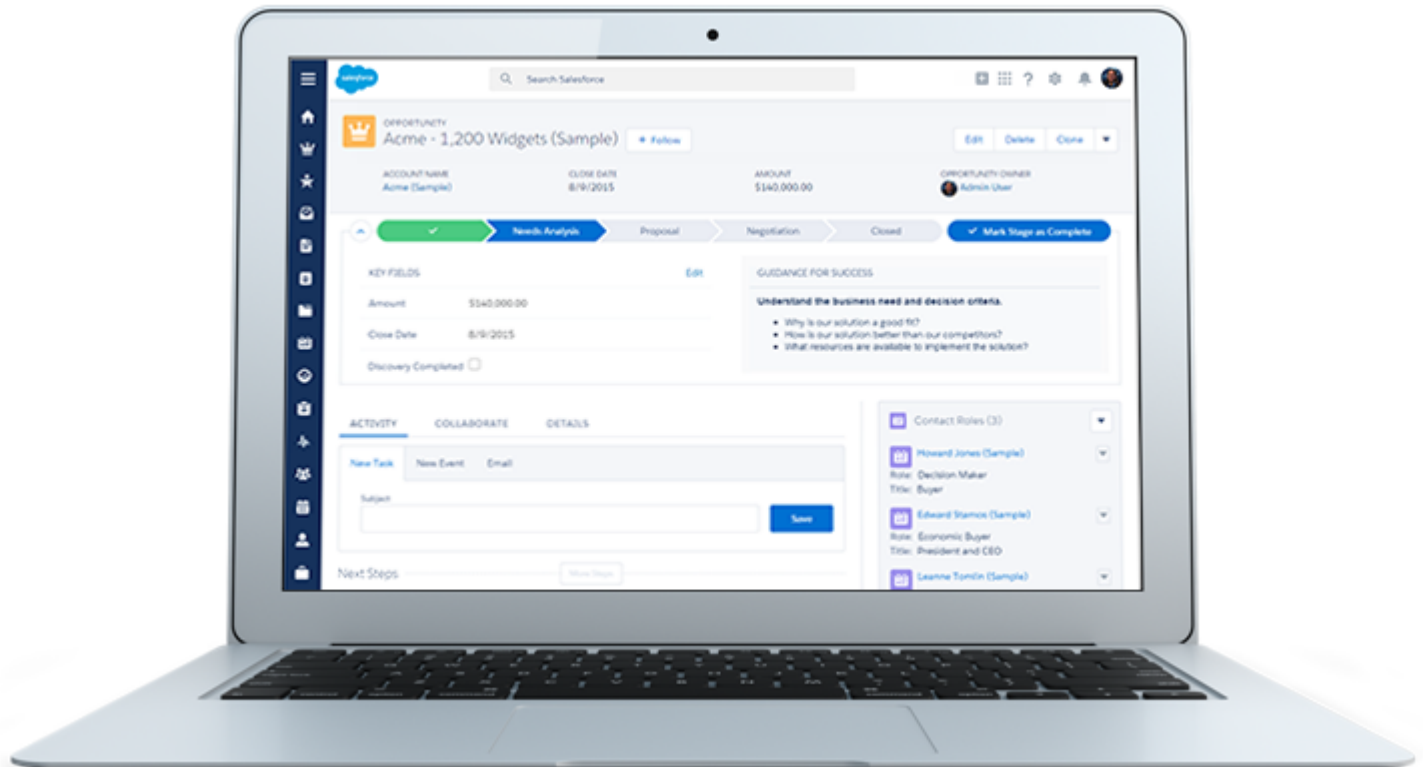 salesforce
Search Salesforce
OPPORTUNITY
Acme - 1,200 Widgets (Sample)
+ Follow
Edit Delete Clone
ACCOUNT NAME CLOSE DATE AMOUNT OPPORTUNITY OWNER
Acme (Sample) 8/9/2015 $140,000.00 Admin User
Needs Analysis Proposal Negotiation Closed Mark Stage as Complete
KEY FIELDS Edit
Amount $140,000.00
Close Date 8/9/2015
Discovery Completed
GUIDANCE FOR SUCCESS
Understand the business need and decision criteria.
• Why is our solution a good fit?
• How is our solution better than our competitors?
• What resources are available to implement the solution?
ACTIVITY COLLABORATE DETAILS
New Task New Event Email
Subject
Save
Next Steps
More Steps
Contact Roles (3)
Howard Jones (Sample)
Role: Decision Maker
Title: Buyer
Edward Stamos (Sample)
Role: Economic Buyer
Title: President and CEO
Leanne Tomlin (Sample)